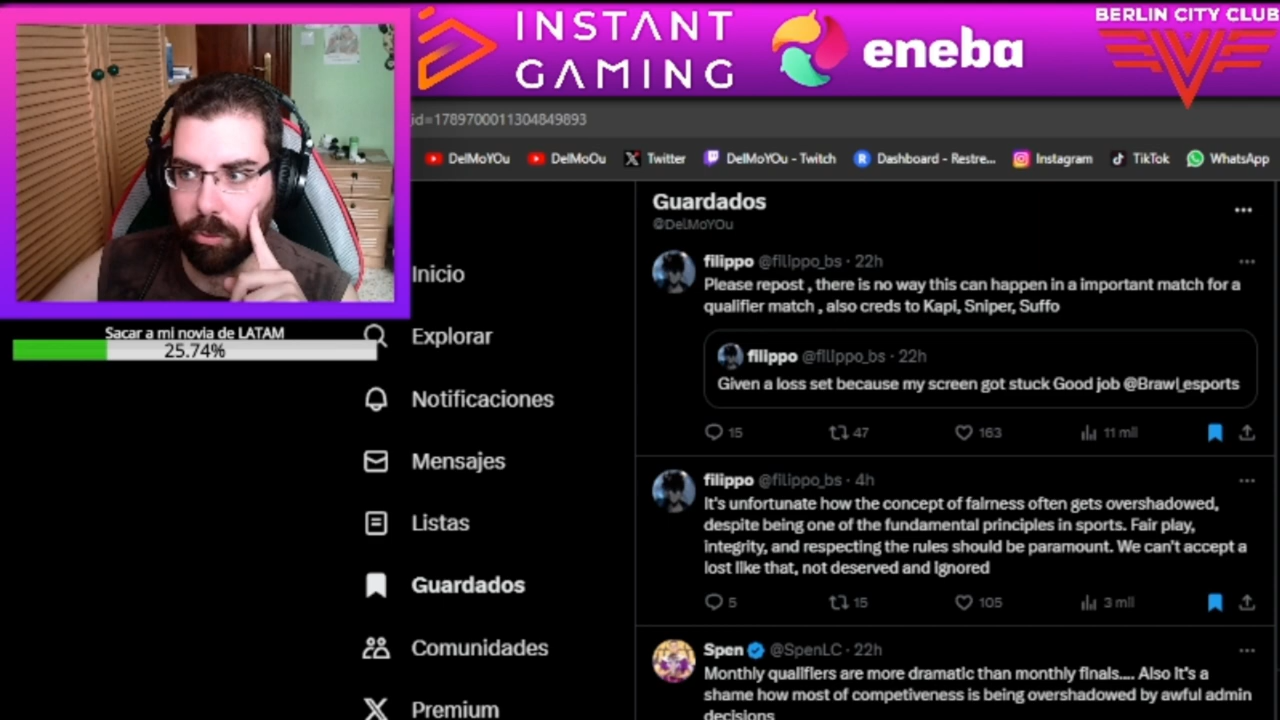 INSTANT
GAMING
eneba
BERLIN CITY CLUB
id=1789700011304849893
DelMoYOu
DelMoOu
Twitter
DelMoYOu - Twitch
Dashboard - Restre...
Instagram
TikTok
WhatsApp
Sacar a mi novia de LATAM
25.74%
Inicio
Explorar
Notificaciones
Mensajes
Listas
Guardados
Comunidades
Premium
Guardados
@DelMoYOu
filippo @filippo_bs · 22h
Please repost , there is no way this can happen in a important match for a
qualifier match , also creds to Kapi, Sniper, Suffo
filippo @filippo_bs · 22h
Given a loss set because my screen got stuck Good job @Brawl_esports
15 47 163 11 mil
filippo @filippo_bs · 4h
It's unfortunate how the concept of fairness often gets overshadowed,
despite being one of the fundamental principles in sports. Fair play,
integrity, and respecting the rules should be paramount. We can't accept a
lost like that, not deserved and ignored
5 15 105 3 mil
Spen @SpenLC · 22h
Monthly qualifiers are more dramatic than monthly finals.... Also it's a
shame how most of competiveness is being overshadowed by awful admin
decisions